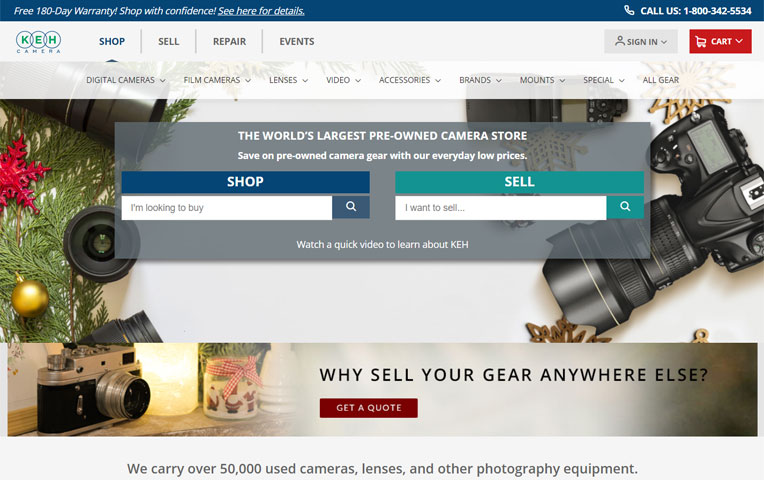 Free 180-Day Warranty! Shop with confidence! See here for details.
CALL US: 1-800-342-5534
KEH
CAMERA
SHOP
SELL
REPAIR
EVENTS
SIGN IN
CART
DIGITAL CAMERAS
FILM CAMERAS
LENSES
VIDEO
ACCESSORIES
BRANDS
MOUNTS
SPECIAL
ALL GEAR
THE WORLD'S LARGEST PRE-OWNED CAMERA STORE
Save on pre-owned camera gear with our everyday low prices.
SHOP
SELL
I'm looking to buy
I want to sell...
Watch a quick video to learn about KEH
WHY SELL YOUR GEAR ANYWHERE ELSE?
GET A QUOTE
We carry over 50,000 used cameras, lenses, and other photography equipment.